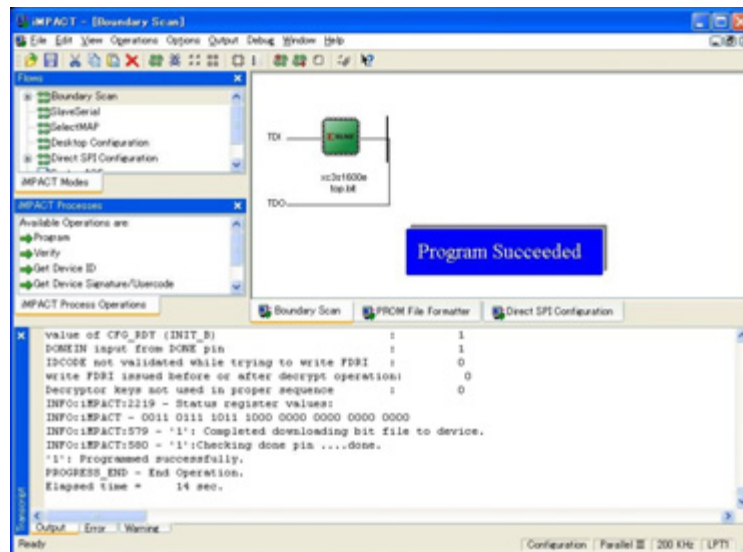 iMPACT - [Boundary Scan]
File Edit View Operations Options Output Debug Window Help
Flows
Boundary Scan
SlaveSerial
SelectMAP
Desktop Configuration
Direct SPI Configuration
iMPACT Modes
iMPACT Processes
Available Operations are:
Program
Verify
Get Device ID
Get Device Signature/Usercode
iMPACT Process Operations
TDI
XILINX
xc3s1600e
top.bit
TDO
Program Succeeded
Boundary Scan PROM File Formatter Direct SPI Configuration
value of CFG_RDY (INIT_B) : 1
DONEIN input from DONE pin : 1
IDCODE not validated while trying to write FDRI : 0
write FDRI issued before or after decrypt operation: 0
Decryptor keys not used in proper sequence : 0
INFO:iMPACT:2219 - Status register values:
INFO:iMPACT - 0011 0111 1011 1000 0000 0000 0000 0000
INFO:iMPACT:579 - '1': Completed downloading bit file to device.
INFO:iMPACT:580 - '1':Checking done pin ....done.
'1': Programmed successfully.
PROGRESS_END - End Operation.
Elapsed time = 14 sec.
Transcript
Output Error Warning
Ready
Configuration Parallel III 200 KHz LPT1